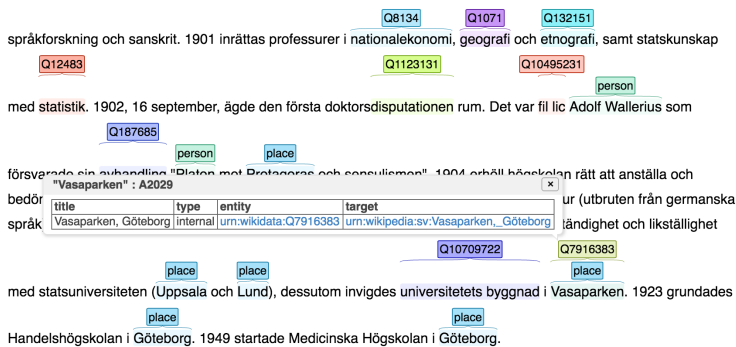 Q8134 Q1071 Q132151
språkforskning och sanskrit. 1901 inrättas professurer i nationalekonomi, geografi och etnografi, samt statskunskap
Q12483 Q1123131 Q10495231
med statistik. 1902, 16 september, ägde den första doktorsdisputationen rum. Det var fil lic Adolf Wallerius som
person
Q187685 person place
försvarade sin avhandling "Platon mot Protagoras och sensulismen". 1904 erhöll högskolan rätt att anställa och
"Vasaparken" : A2029 ×
bedör ur (utbruten från germanska
title type entity target
Vasaparken, Göteborg internal urn:wikidata:Q7916383 urn:wikipedia:sv:Vasaparken,_Göteborg
språk tändighet och likställighet
Q10709722 Q7916383
place place place
med statsuniversiteten (Uppsala och Lund), dessutom invigdes universitetets byggnad i Vasaparken. 1923 grundades
place place
Handelshögskolan i Göteborg. 1949 startade Medicinska Högskolan i Göteborg.